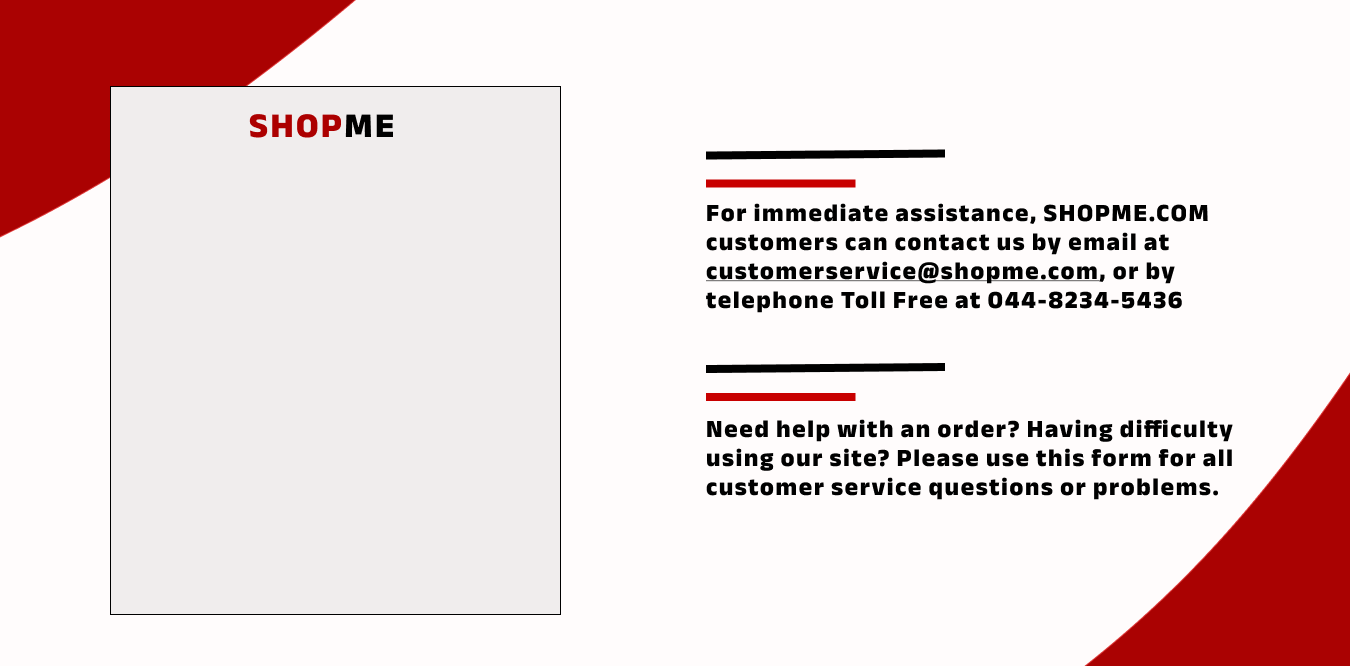 SHOPME
For immediate assistance, SHOPME.COM
customers can contact us by email at
customerservice@shopme.com, or by
telephone Toll Free at 044-8234-5436
Need help with an order? Having difficulty
using our site? Please use this form for all
customer service questions or problems.